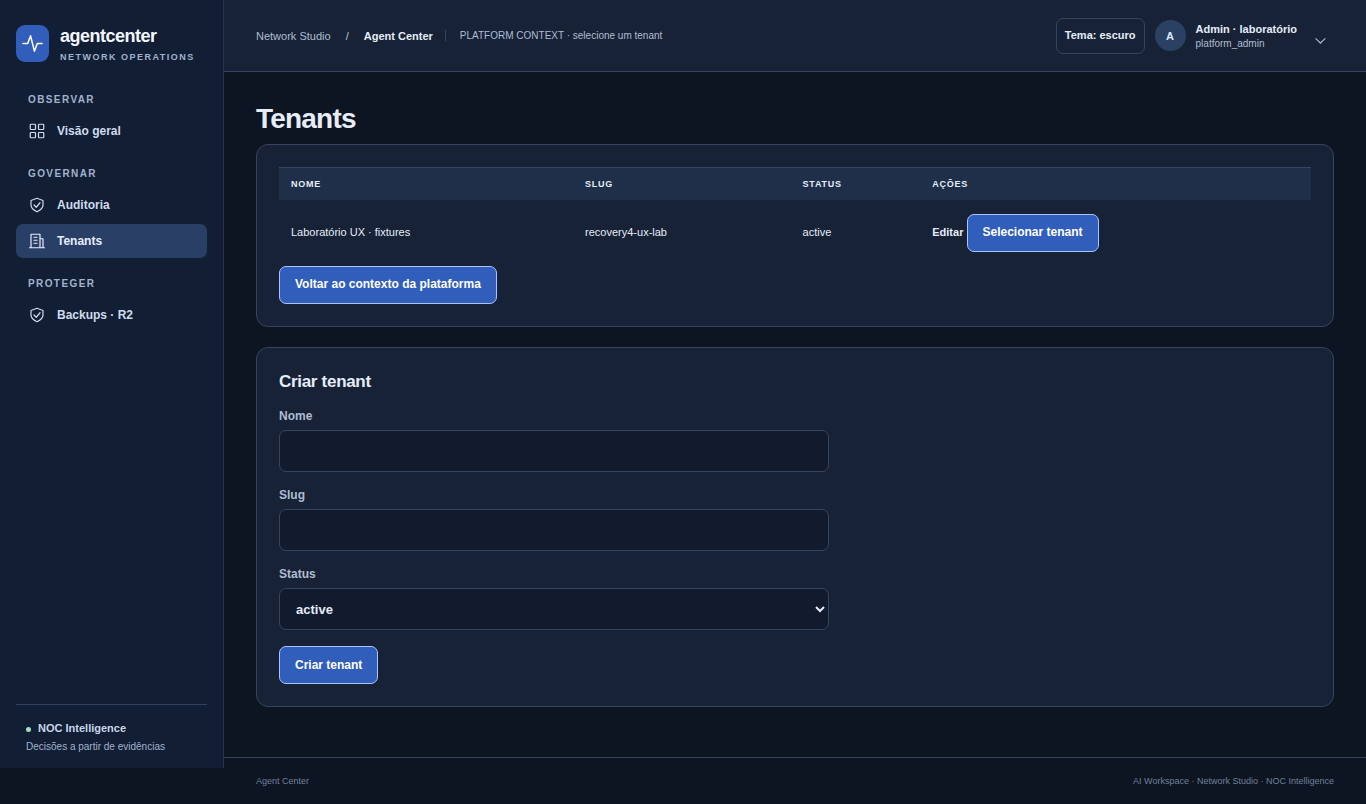 agentcenter
NETWORK OPERATIONS
OBSERVAR
Visão geral
GOVERNAR
Auditoria
Tenants
PROTEGER
Backups · R2
NOC Intelligence
Decisões a partir de evidências
Network Studio / Agent Center PLATFORM CONTEXT · selecione um tenant
Tema: escuro
A
Admin · laboratório
platform_admin
Tenants
NOME SLUG STATUS AÇÕES
Laboratório UX · fixtures recovery4-ux-lab active Editar Selecionar tenant
Voltar ao contexto da plataforma
Criar tenant
Nome
Slug
Status
active
Criar tenant
Agent Center AI Workspace · Network Studio · NOC Intelligence